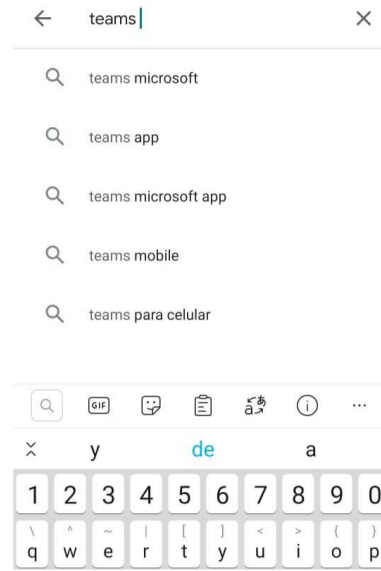 teams
teams microsoft
teams app
teams microsoft app
teams mobile
teams para celular
GIF
y de a
1 2 3 4 5 6 7 8 9 0
\ ^ ~ | [ ] < > { }
q w e r t y u i o p